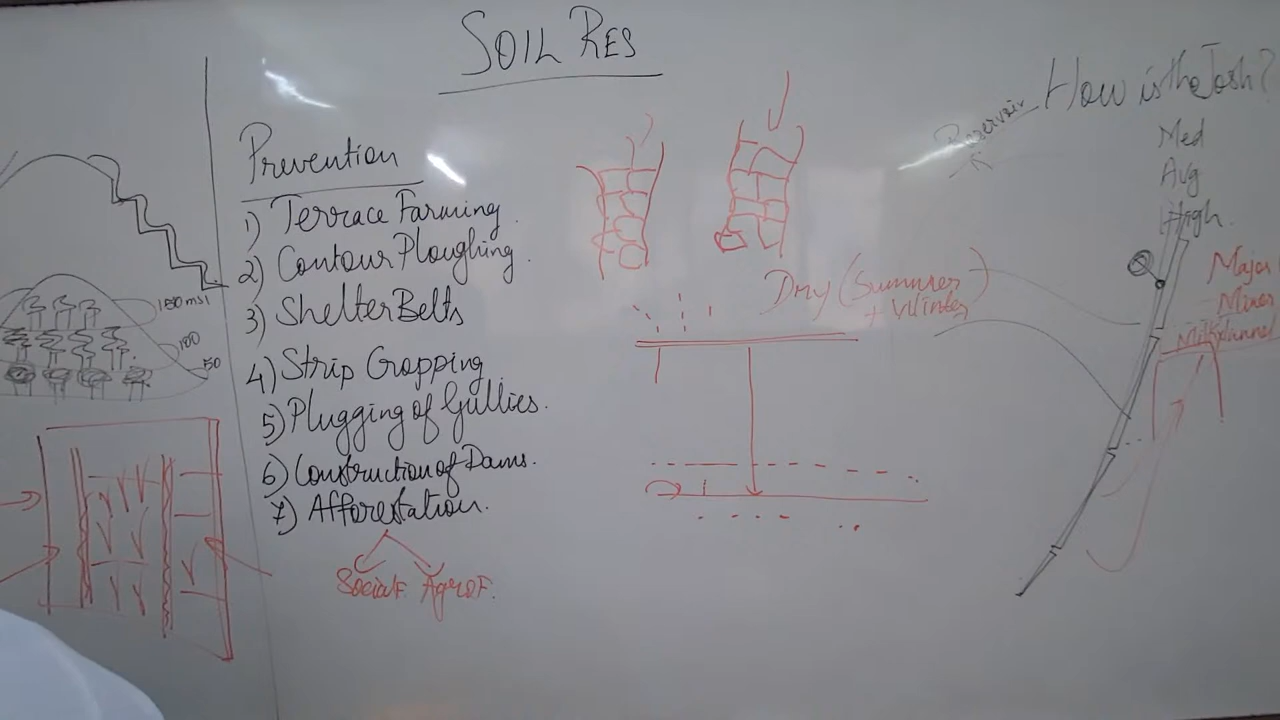 SOIL RES
Prevention
1) Terrace Farming.
2) Contour Ploughing.
3) Shelter Belts
4) Strip Cropping
5) Plugging of Gullies.
6) Construction of Dams.
7) Afforestation.
Social F. Agro F.
150 msl
100
50
Dry (Summer
+ Winter)
Reservoir
How is the Josh?
Med
Avg
High.
Major
Minor